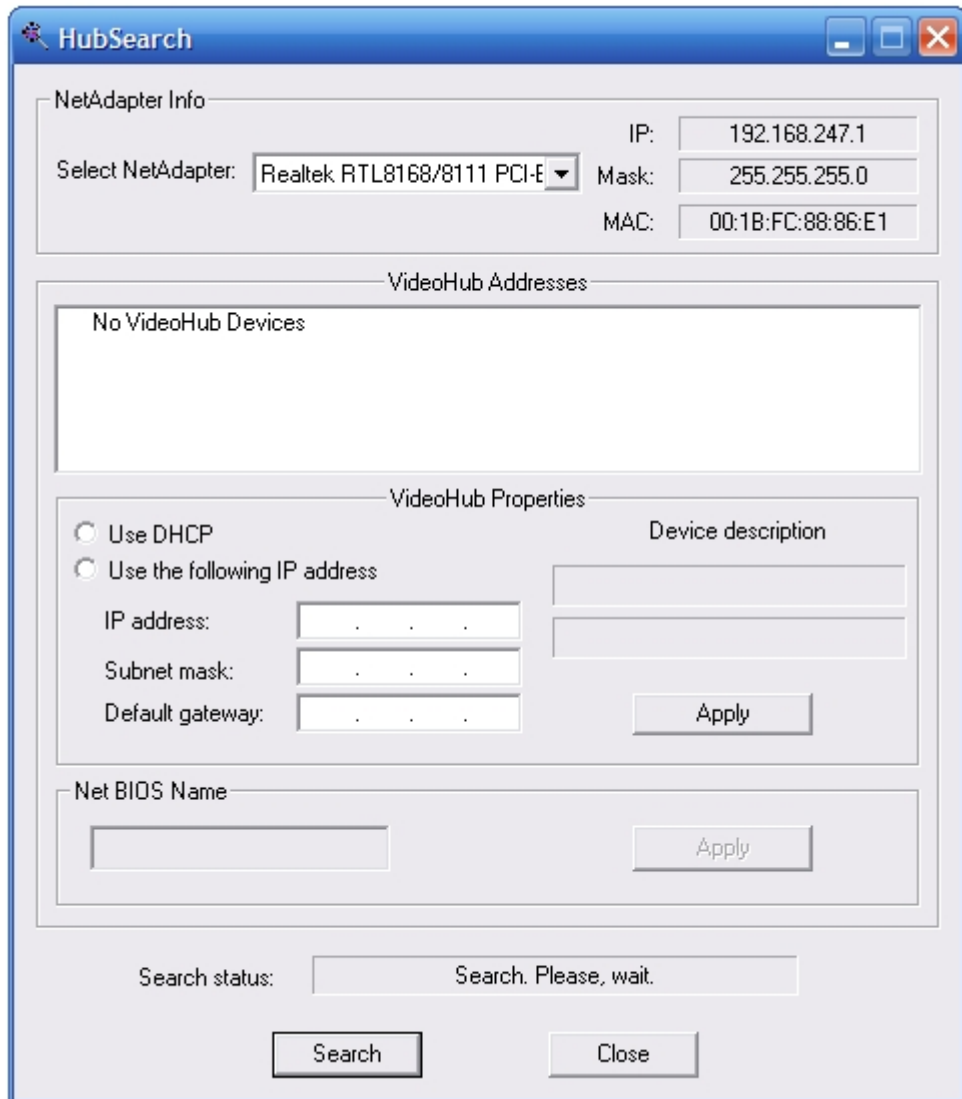 HubSearch
NetAdapter Info
IP: 192.168.247.1
Select NetAdapter: Realtek RTL8168/8111 PCI-E Mask: 255.255.255.0
MAC: 00:1B:FC:88:86:E1
VideoHub Addresses
No VideoHub Devices
VideoHub Properties
Use DHCP
Device description
Use the following IP address
IP address: . . .
Subnet mask: . . .
Default gateway: . . .
Apply
Net BIOS Name
Apply
Search status: Search. Please, wait.
Search Close